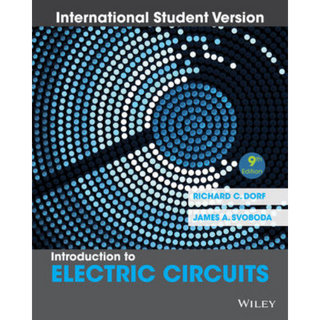 International Student Version
9th
Edition
RICHARD C. DORF
JAMES A. SVOBODA
Introduction to
ELECTRIC CIRCUITS
WILEY